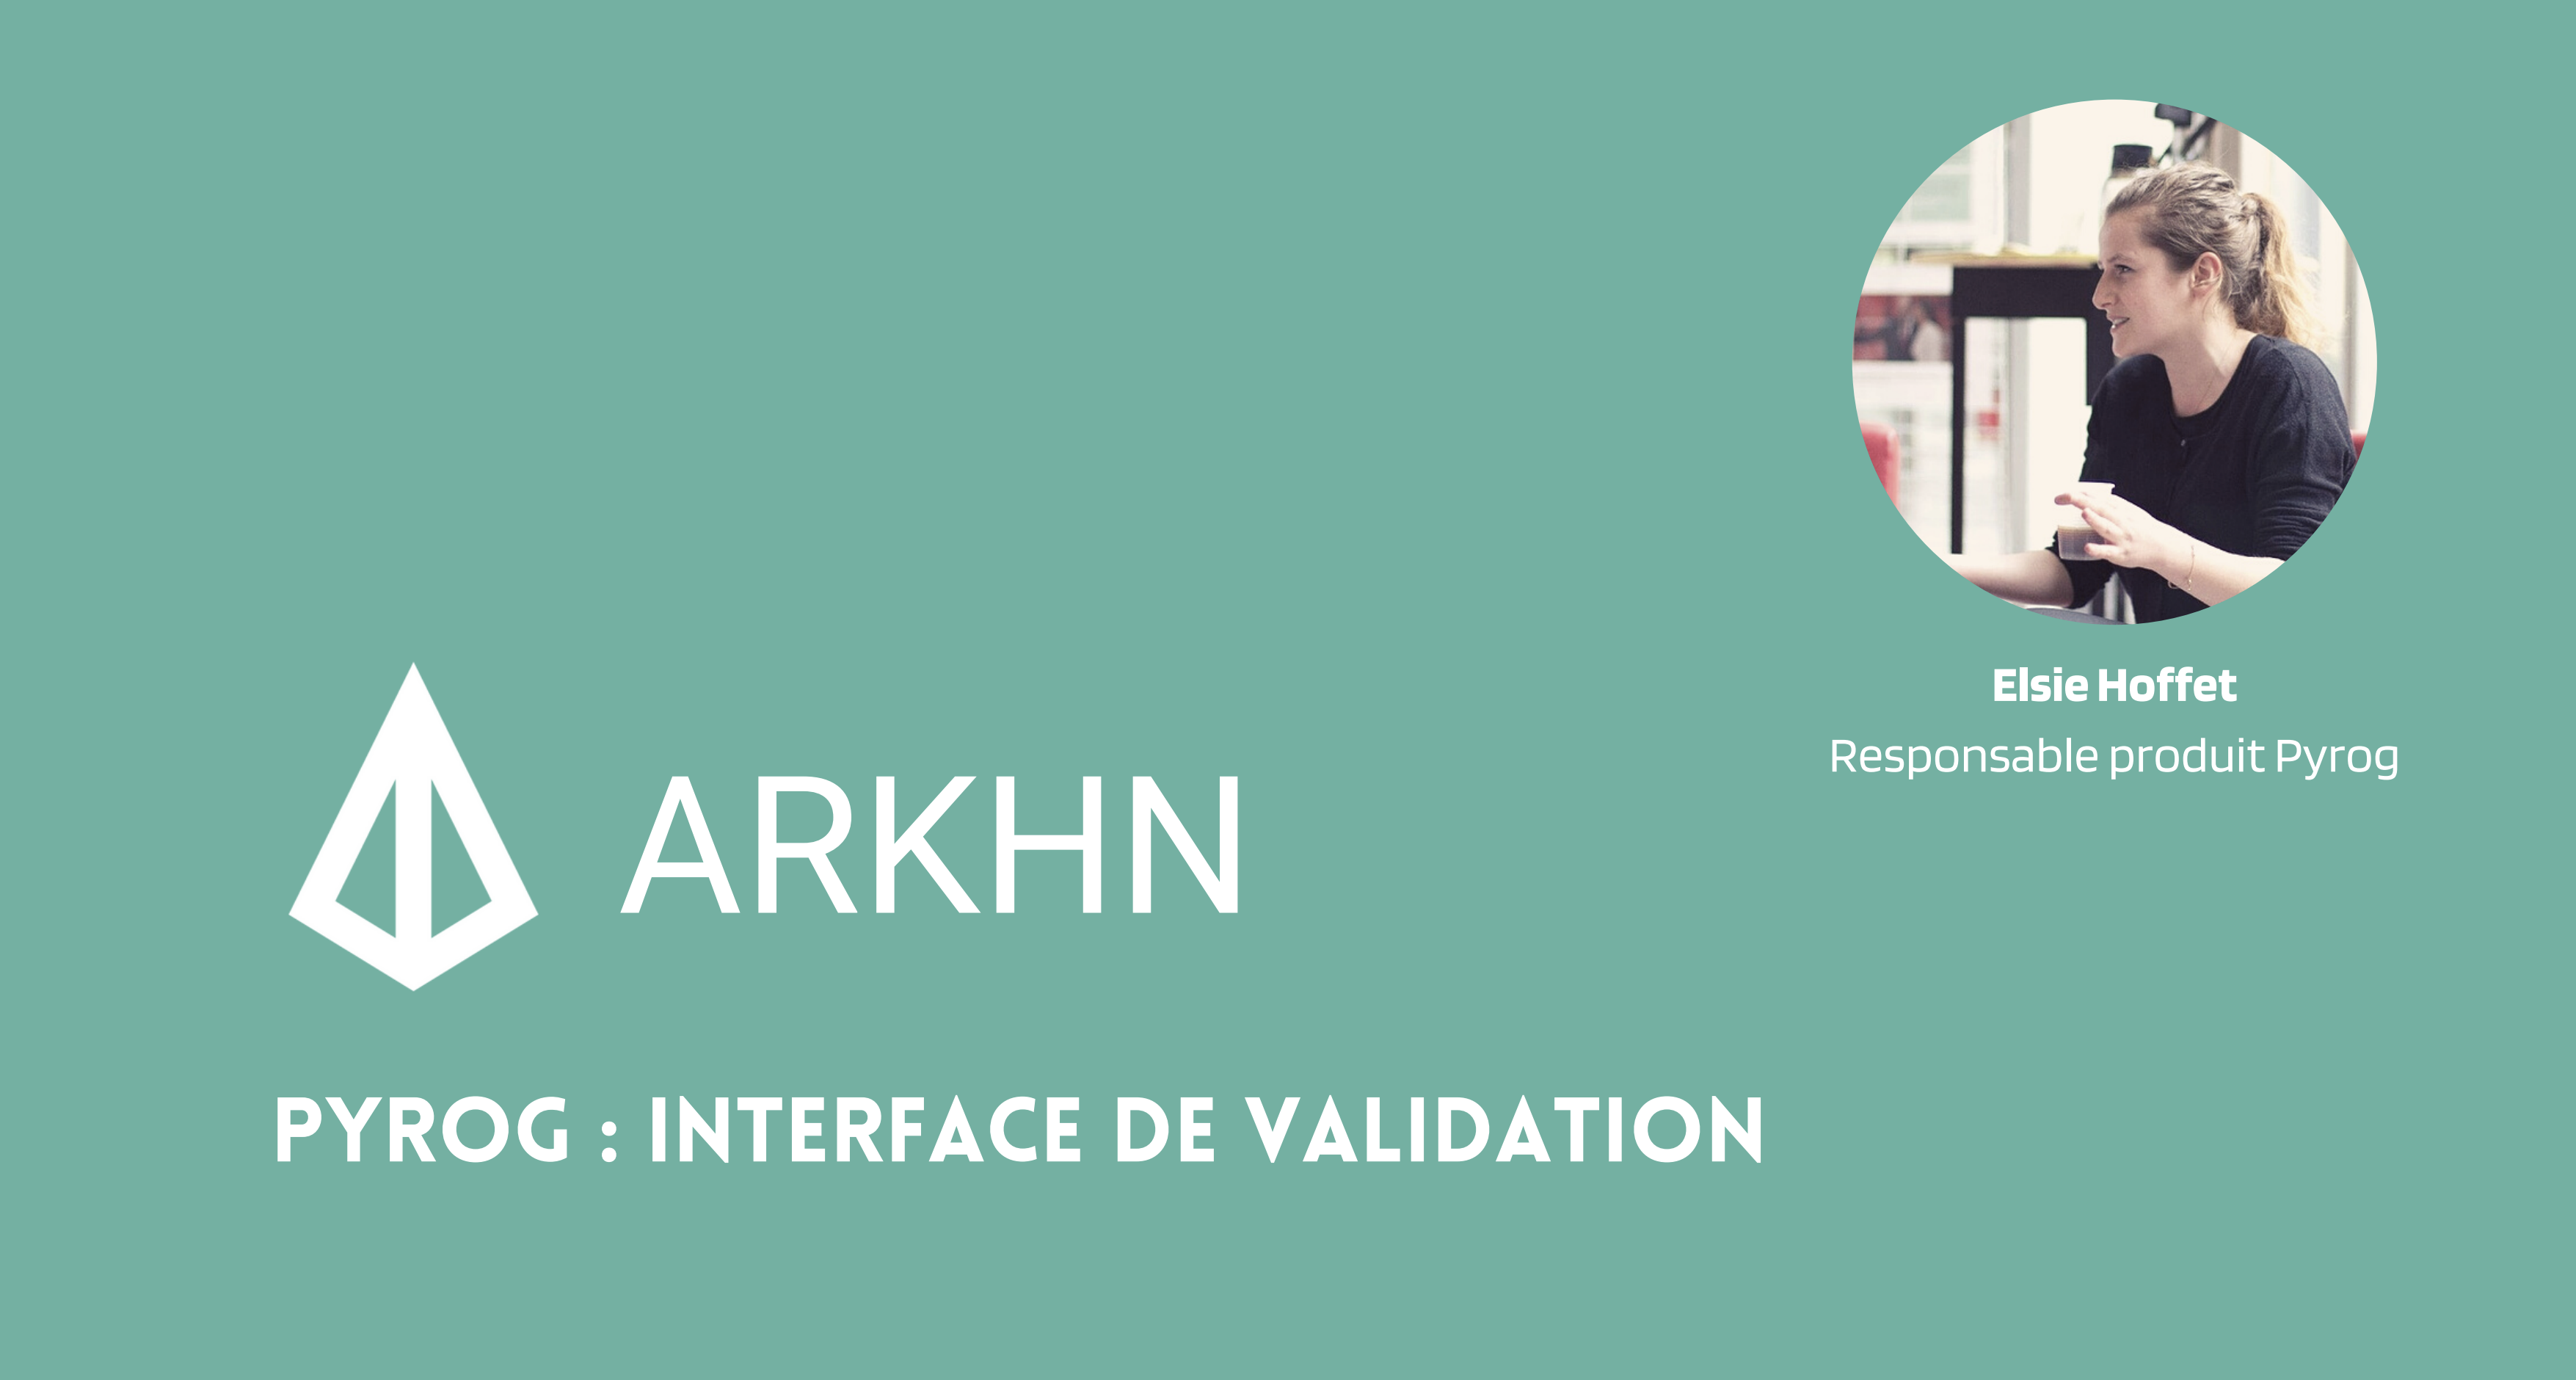 Elsie Hoffet
Responsable produit Pyrog
ARKHN
PYROG : INTERFACE DE VALIDATION